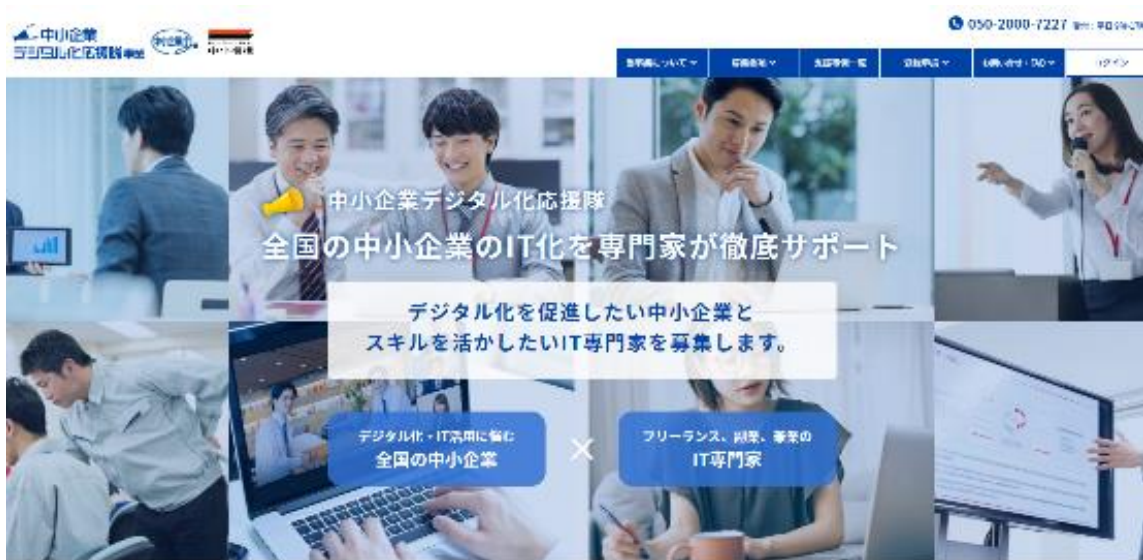 中小企業
デジタル化応援隊事業
中小機構
050-2000-7227
ログイン
中小企業デジタル化応援隊
全国の中小企業のIT化を専門家が徹底サポート
デジタル化を促進したい中小企業と
スキルを活かしたいIT専門家を募集します。
デジタル化・IT活用に悩む
全国の中小企業
×
フリーランス、副業、兼業の
IT専門家